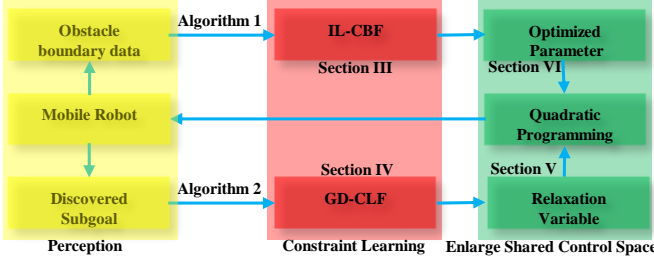 Obstacle
boundary data
Algorithm 1
IL-CBF
Section III
Optimized
Parameter
Section VI
Mobile Robot
Quadratic
Programming
Section IV
Section V
Discovered
Subgoal
Algorithm 2
GD-CLF
Relaxation
Variable
Perception
Constraint Learning
Enlarge Shared Control Space